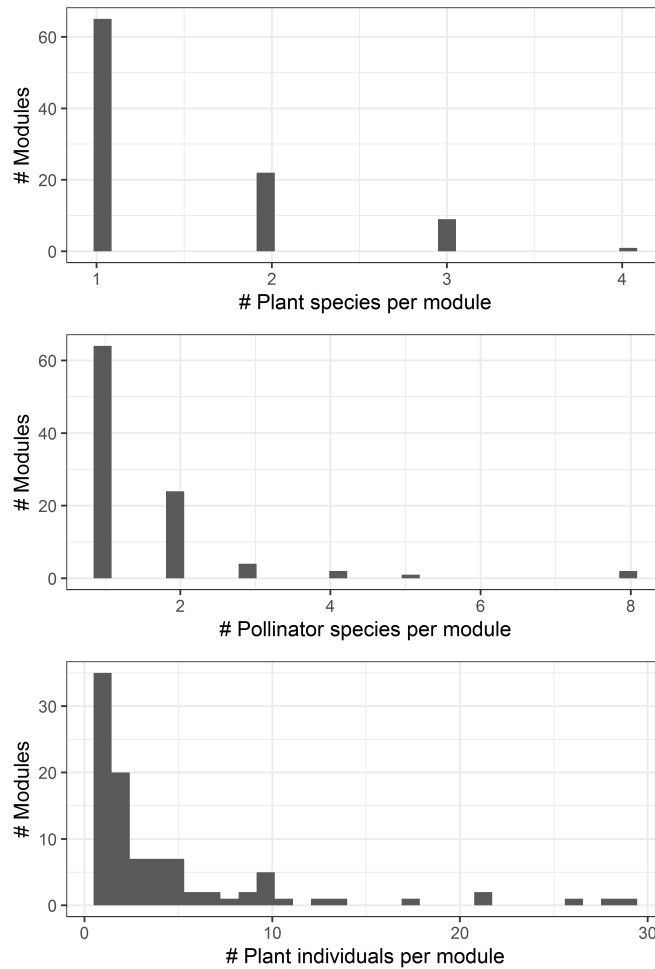 60
40
20
0
# Modules
1 2 3 4
# Plant species per module
60
40
20
0
# Modules
2 4 6 8
# Pollinator species per module
30
20
10
0
# Modules
0 10 20 30
# Plant individuals per module